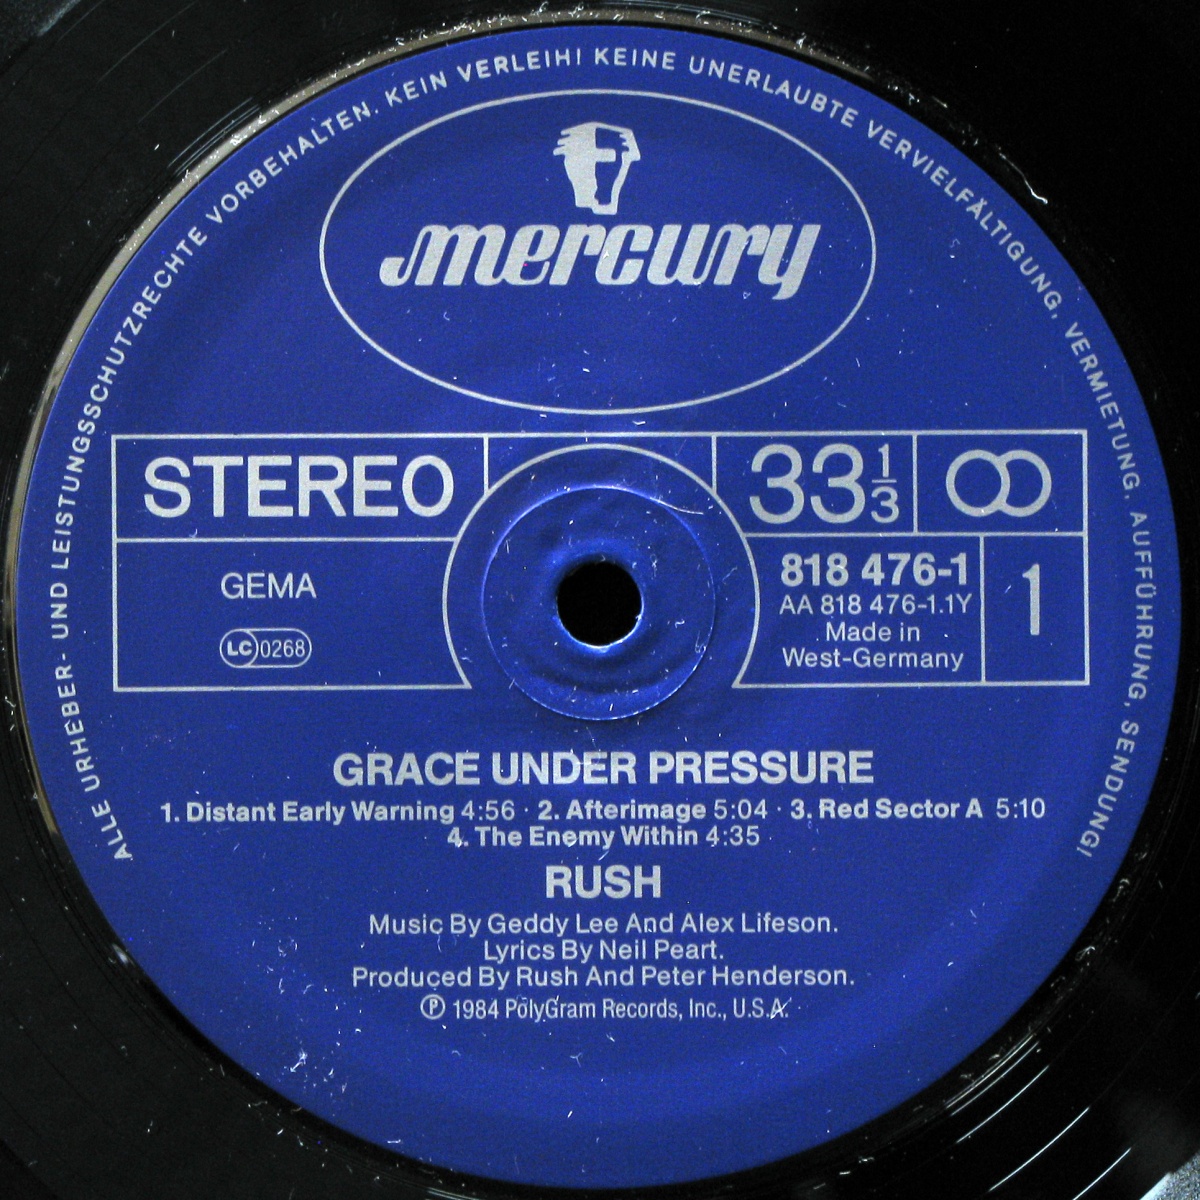 ALLE URHEBER- UND LEISTUNGSSCHUTZRECHTE VORBEHALTEN. KEIN VERLEIH! KEINE UNERLAUBTE VERVIELFÄLTIGUNG, VERMIETUNG, AUFFÜHRUNG, SENDUNG!
mercury
STEREO
33 1/3
GEMA
LC 0268
818 476-1
AA 818 476-1.1Y
Made in
West-Germany
1
GRACE UNDER PRESSURE
1. Distant Early Warning 4:56 · 2. Afterimage 5:04 · 3. Red Sector A 5:10
4. The Enemy Within 4:35
RUSH
Music By Geddy Lee And Alex Lifeson.
Lyrics By Neil Peart.
Produced By Rush And Peter Henderson.
℗ 1984 PolyGram Records, Inc., U.S.A.